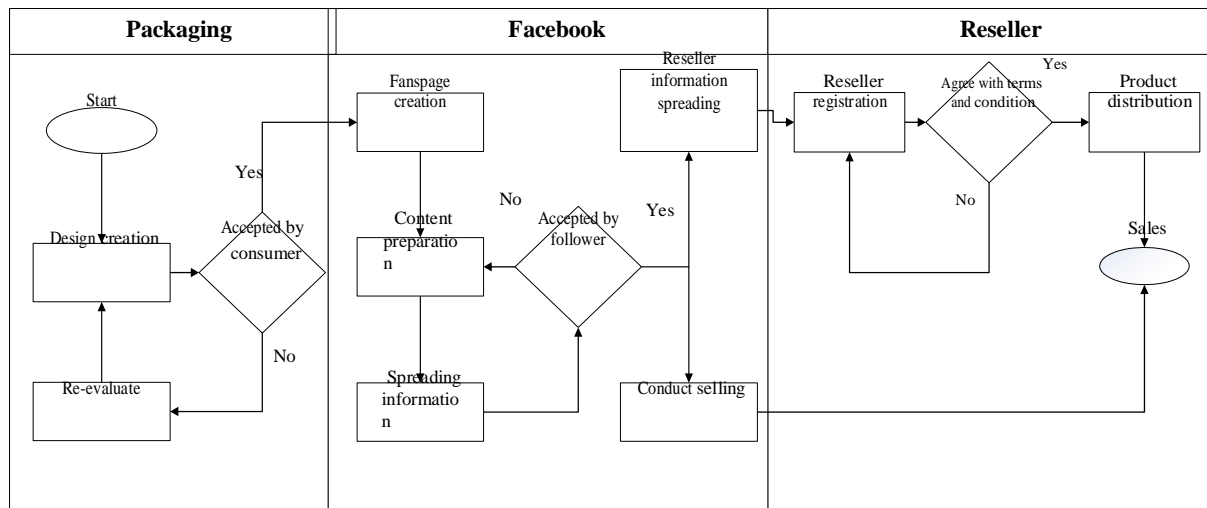 Packaging
Facebook
Reseller
Start
Design creation
Accepted by
consumer
Yes
No
Re-evaluate
Fanspage
creation
Content
preparatio
n
Spreading
informatio
n
Accepted by
follower
No
Yes
Reseller
information
spreading
Conduct selling
Reseller
registration
Agree with terms
and condition
Yes
No
Product
distribution
Sales